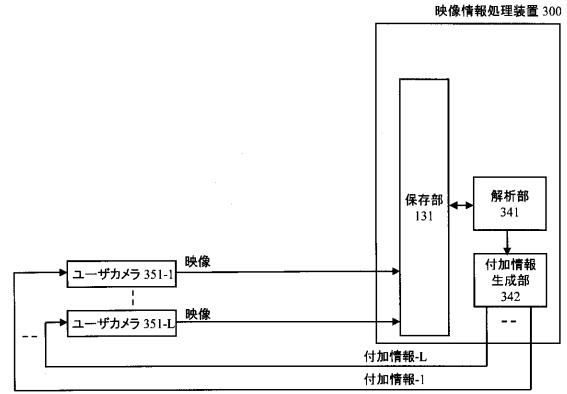 映像情報処理装置 300
保存部
131
解析部
341
付加情報
生成部
342
映像
ユーザカメラ 351-1
映像
ユーザカメラ 351-L
付加情報-L
付加情報-1